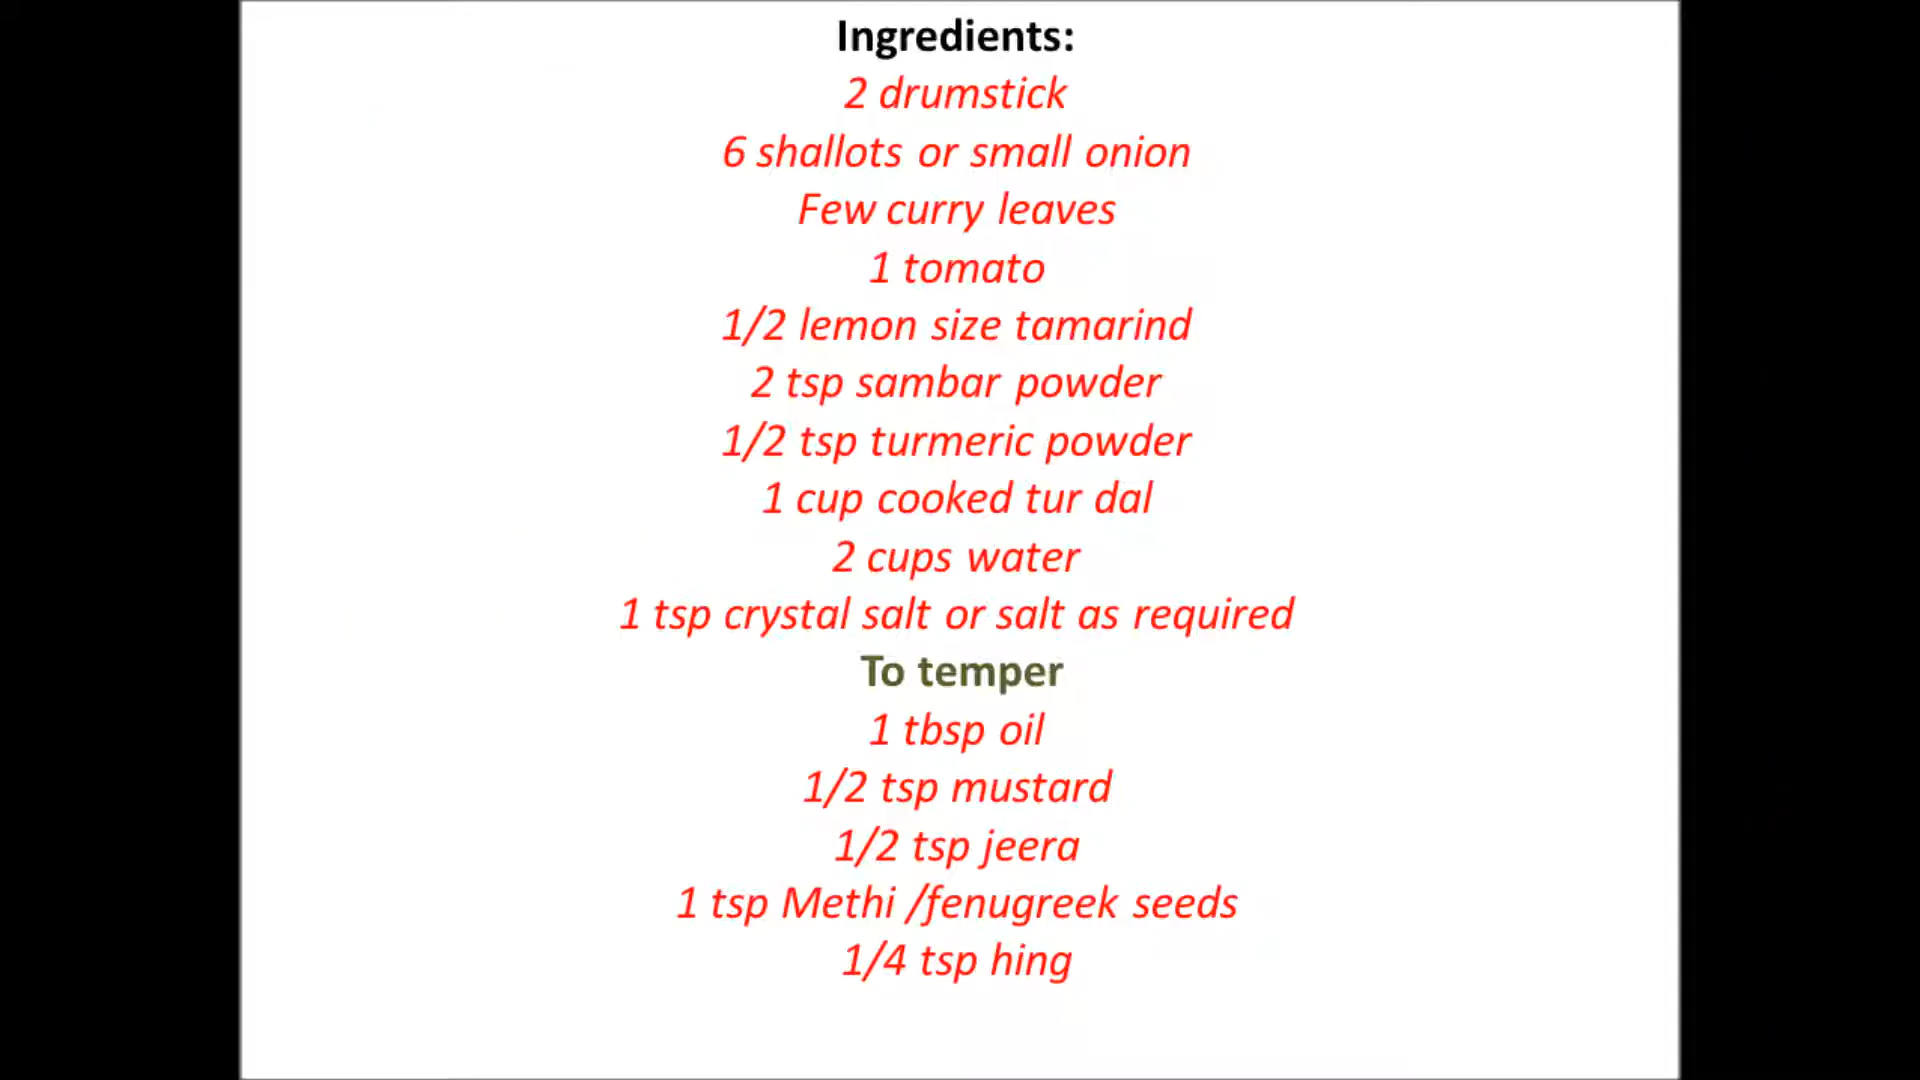 Ingredients:
2 drumstick
6 shallots or small onion
Few curry leaves
1 tomato
1/2 lemon size tamarind
2 tsp sambar powder
1/2 tsp turmeric powder
1 cup cooked tur dal
2 cups water
1 tsp crystal salt or salt as required
To temper
1 tbsp oil
1/2 tsp mustard
1/2 tsp jeera
1 tsp Methi /fenugreek seeds
1/4 tsp hing